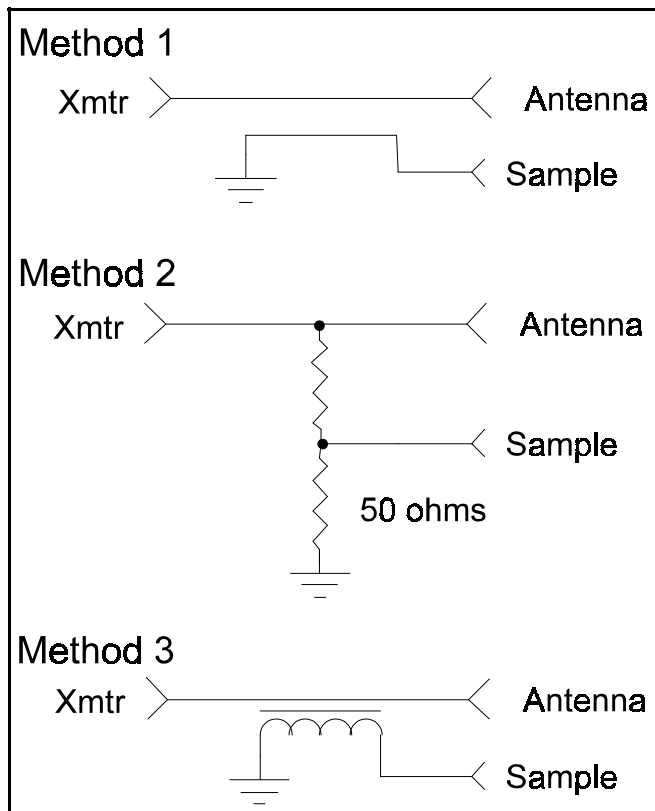 Method 1
Xmtr Antenna
Sample
Method 2
Xmtr Antenna
Sample
50 ohms
Method 3
Xmtr Antenna
Sample